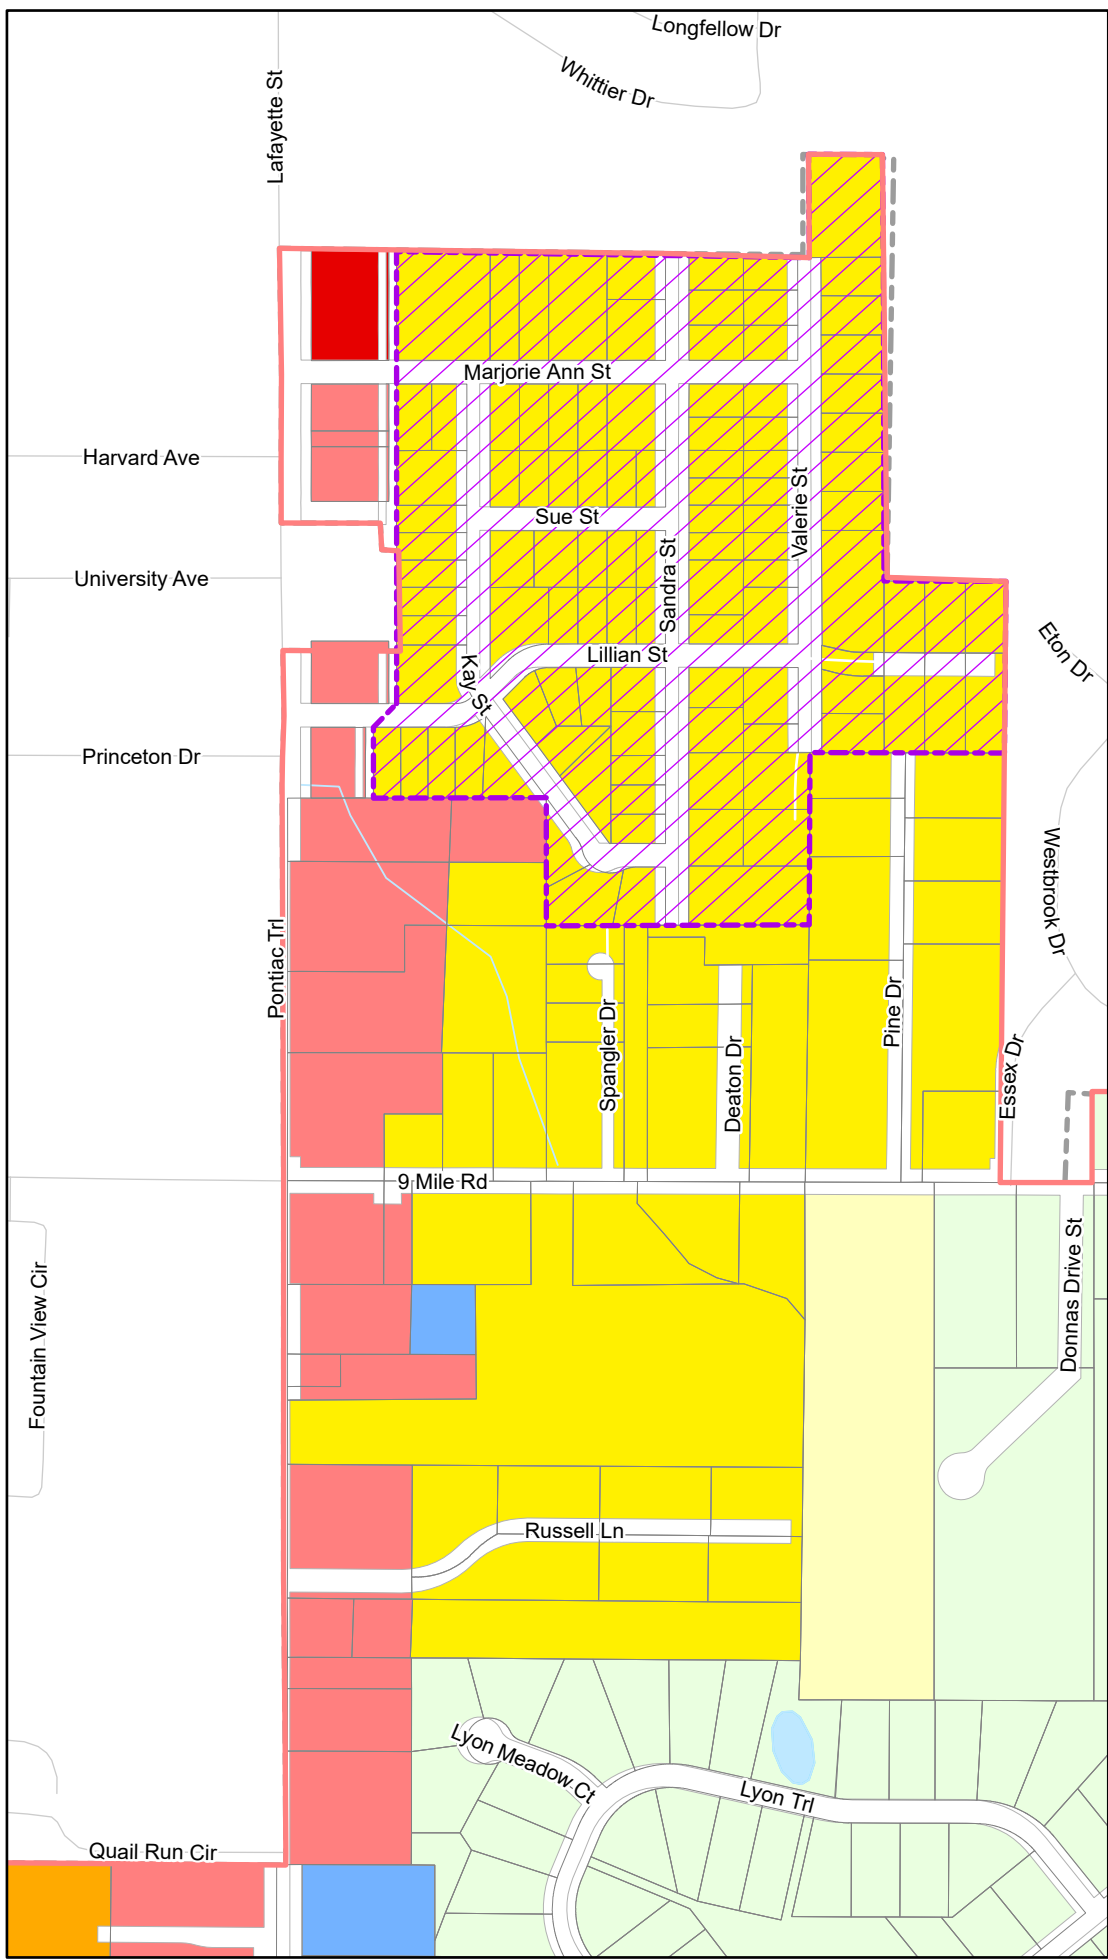 Longfellow Dr
Whittier Dr
Lafayette St
Marjorie Ann St
Harvard Ave
Sue St
Valerie St
University Ave
Sandra St
Lillian St
Kay St
Eton Dr
Princeton Dr
Westbrook Dr
Pontiac Trl
Pine Dr
Spangler Dr
Deaton Dr
Essex Dr
9 Mile Rd
Donnas Drive St
Fountain View Cir
Russell Ln
Lyon Meadow Ct
Lyon Trl
Quail Run Cir